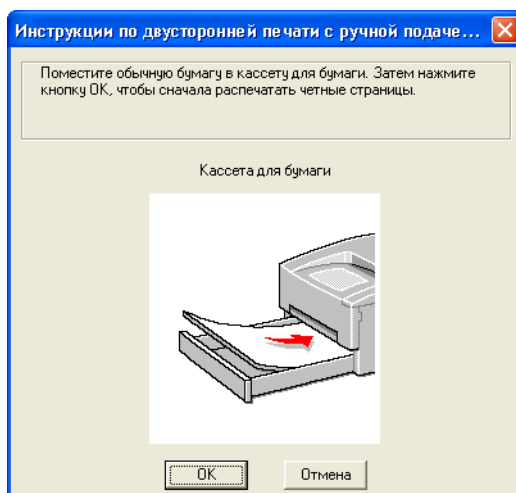 Инструкции по двусторонней печати с ручной подаче...
Поместите обычную бумагу в кассету для бумаги. Затем нажмите
кнопку OK, чтобы сначала распечатать четные страницы.
Кассета для бумаги
OK
Отмена